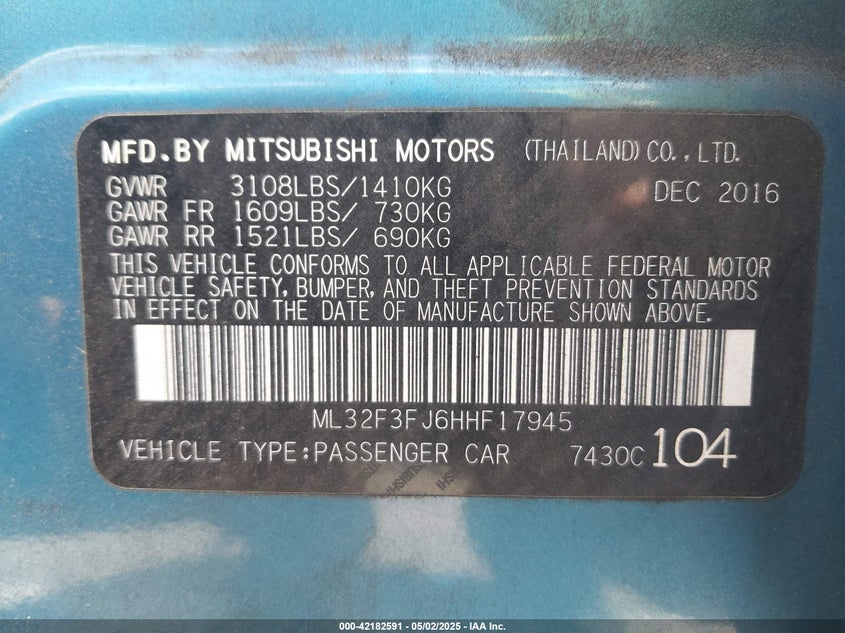 MFD.BY MITSUBISHI MOTORS (THAILAND) CO.,LTD.
GVWR 3108LBS/1410KG DEC 2016
GAWR FR 1609LBS/ 730KG
GAWR RR 1521LBS/ 690KG
THIS VEHICLE CONFORMS TO ALL APPLICABLE FEDERAL MOTOR
VEHICLE SAFETY, BUMPER, AND THEFT PREVENTION STANDARDS
IN EFFECT ON THE DATE OF MANUFACTURE SHOWN ABOVE.
ML32F3FJ6HHF17945
VEHICLE TYPE:PASSENGER CAR 7430C 104
MITSUBISHI
000-42182591 - 05/02/2025 - IAA Inc.